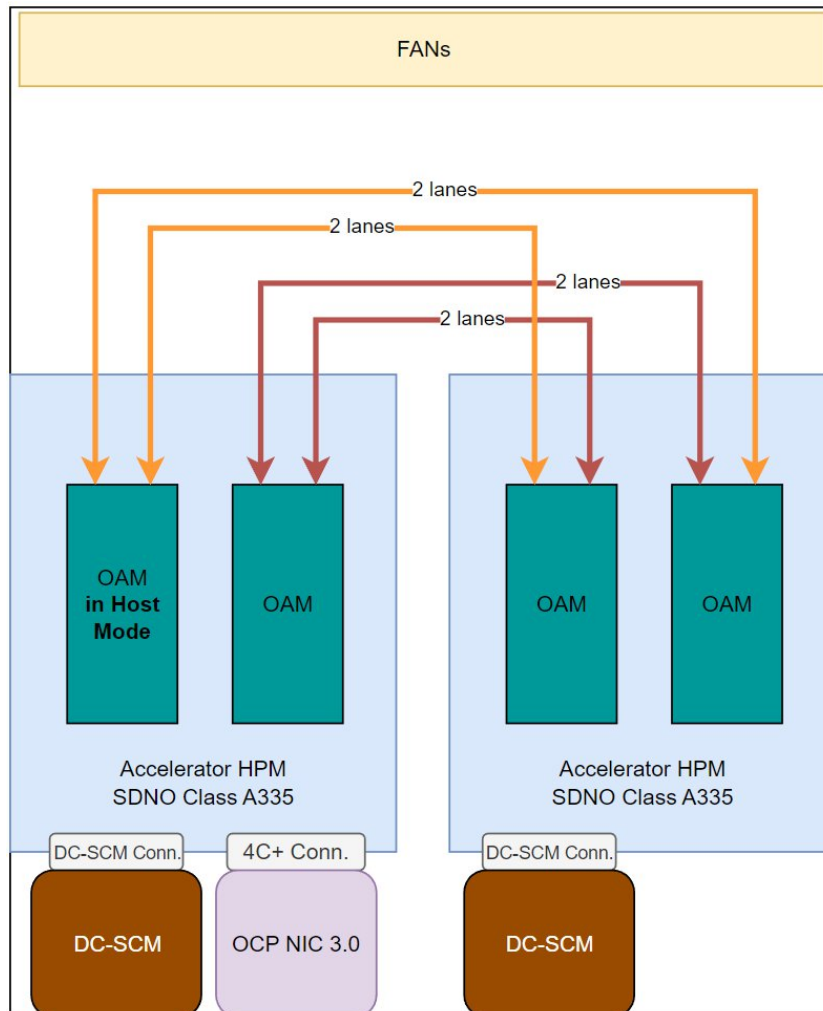 FANs
2 lanes
2 lanes
2 lanes
2 lanes
OAM
in Host
Mode
OAM
OAM
OAM
Accelerator HPM
SDNO Class A335
Accelerator HPM
SDNO Class A335
DC-SCM Conn.
4C+ Conn.
DC-SCM Conn.
DC-SCM
OCP NIC 3.0
DC-SCM